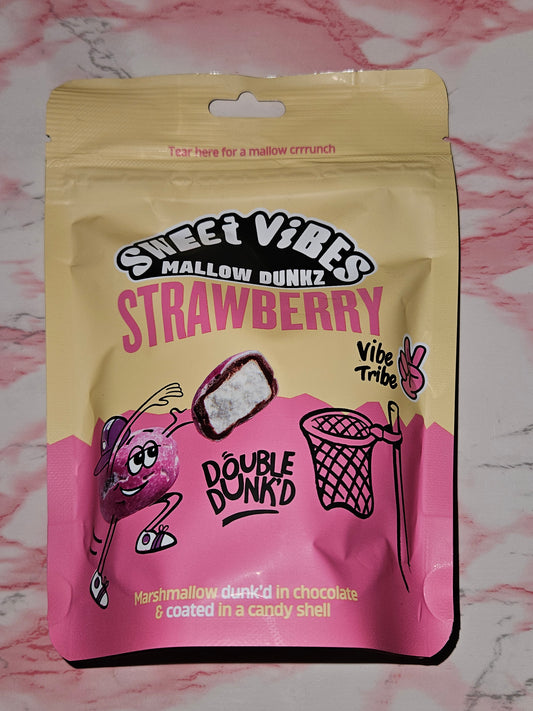 Tear here for a mallow crrrunch
SWEEt ViBES
MALLOW DUNKZ
STRAWBERRY
Vibe
Tribe
DOUBLE
DUNK'D
Marshmallow dunk'd in chocolate
& coated in a candy shell